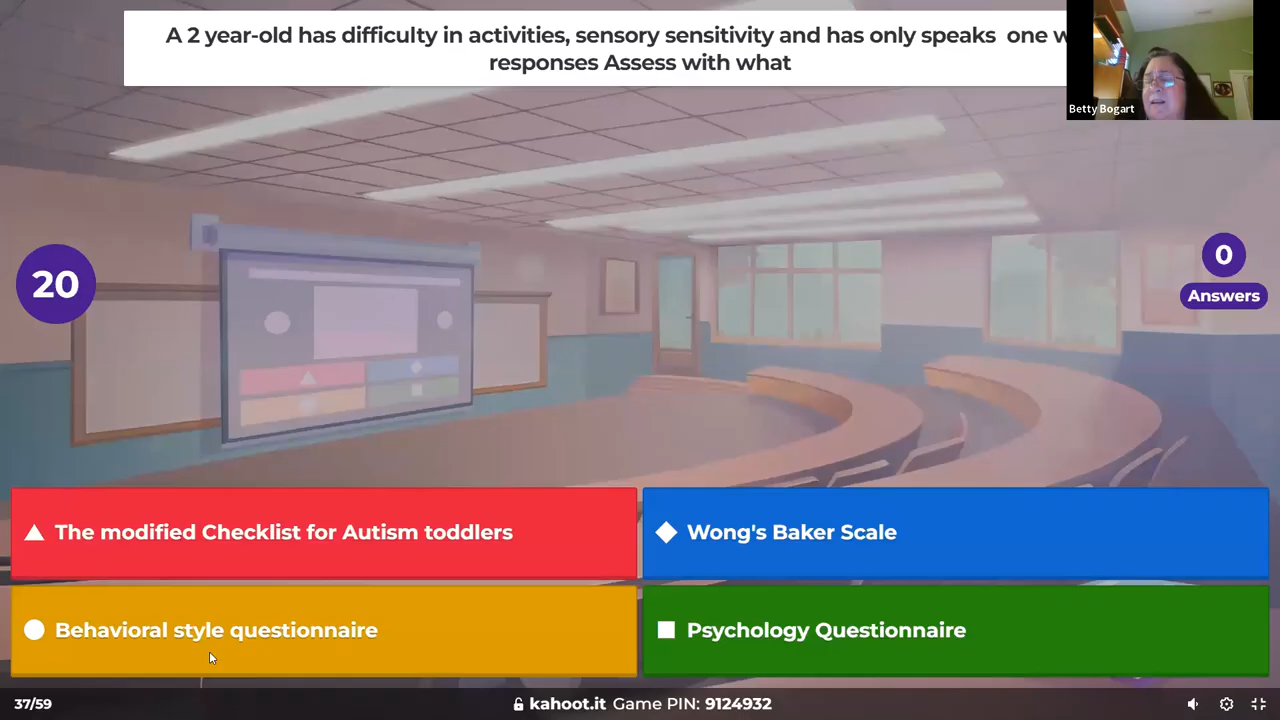 A 2 year-old has difficulty in activities, sensory sensitivity and has only speaks one
responses Assess with what
Betty Bogart
20
0
Answers
The modified Checklist for Autism toddlers
Wong's Baker Scale
Behavioral style questionnaire
Psychology Questionnaire
37/59
kahoot.it Game PIN: 9124932